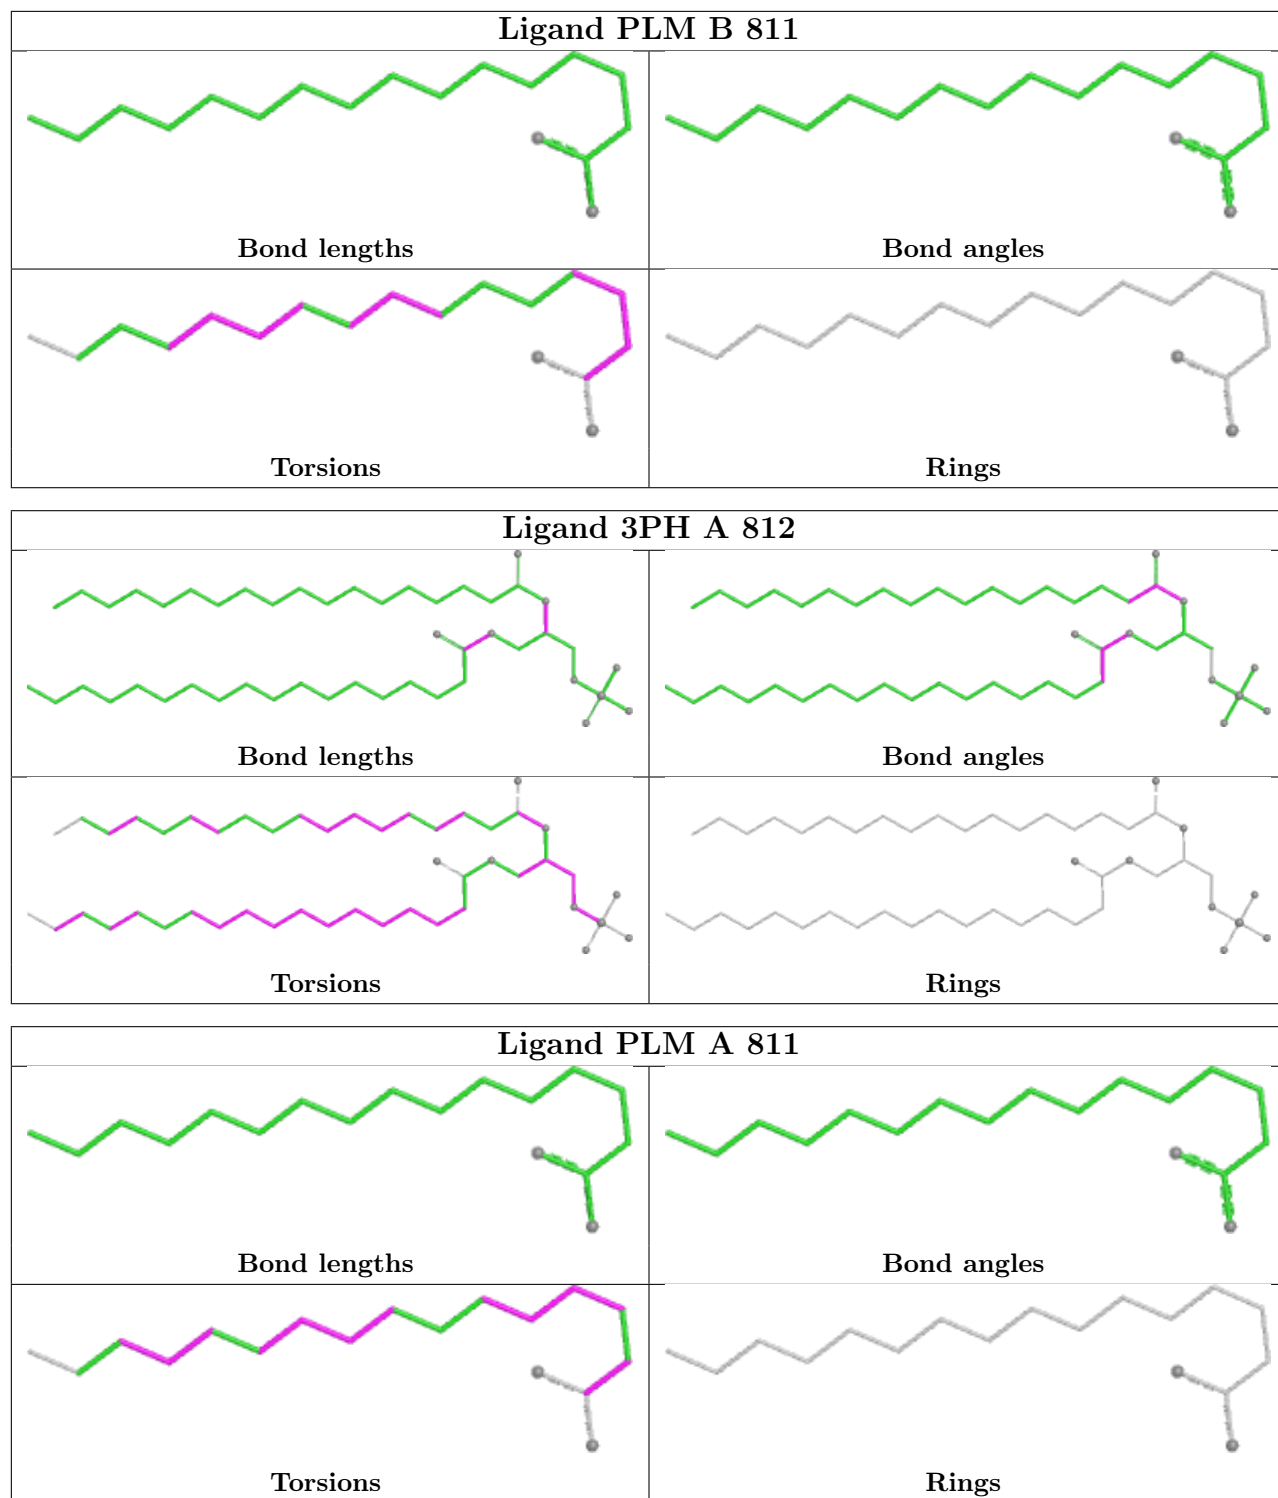 Ligand PLM B 811
Bond lengths
Bond angles
Torsions
Rings
Ligand 3PH A 812
Bond lengths
Bond angles
Torsions
Rings
Ligand PLM A 811
Bond lengths
Bond angles
Torsions
Rings